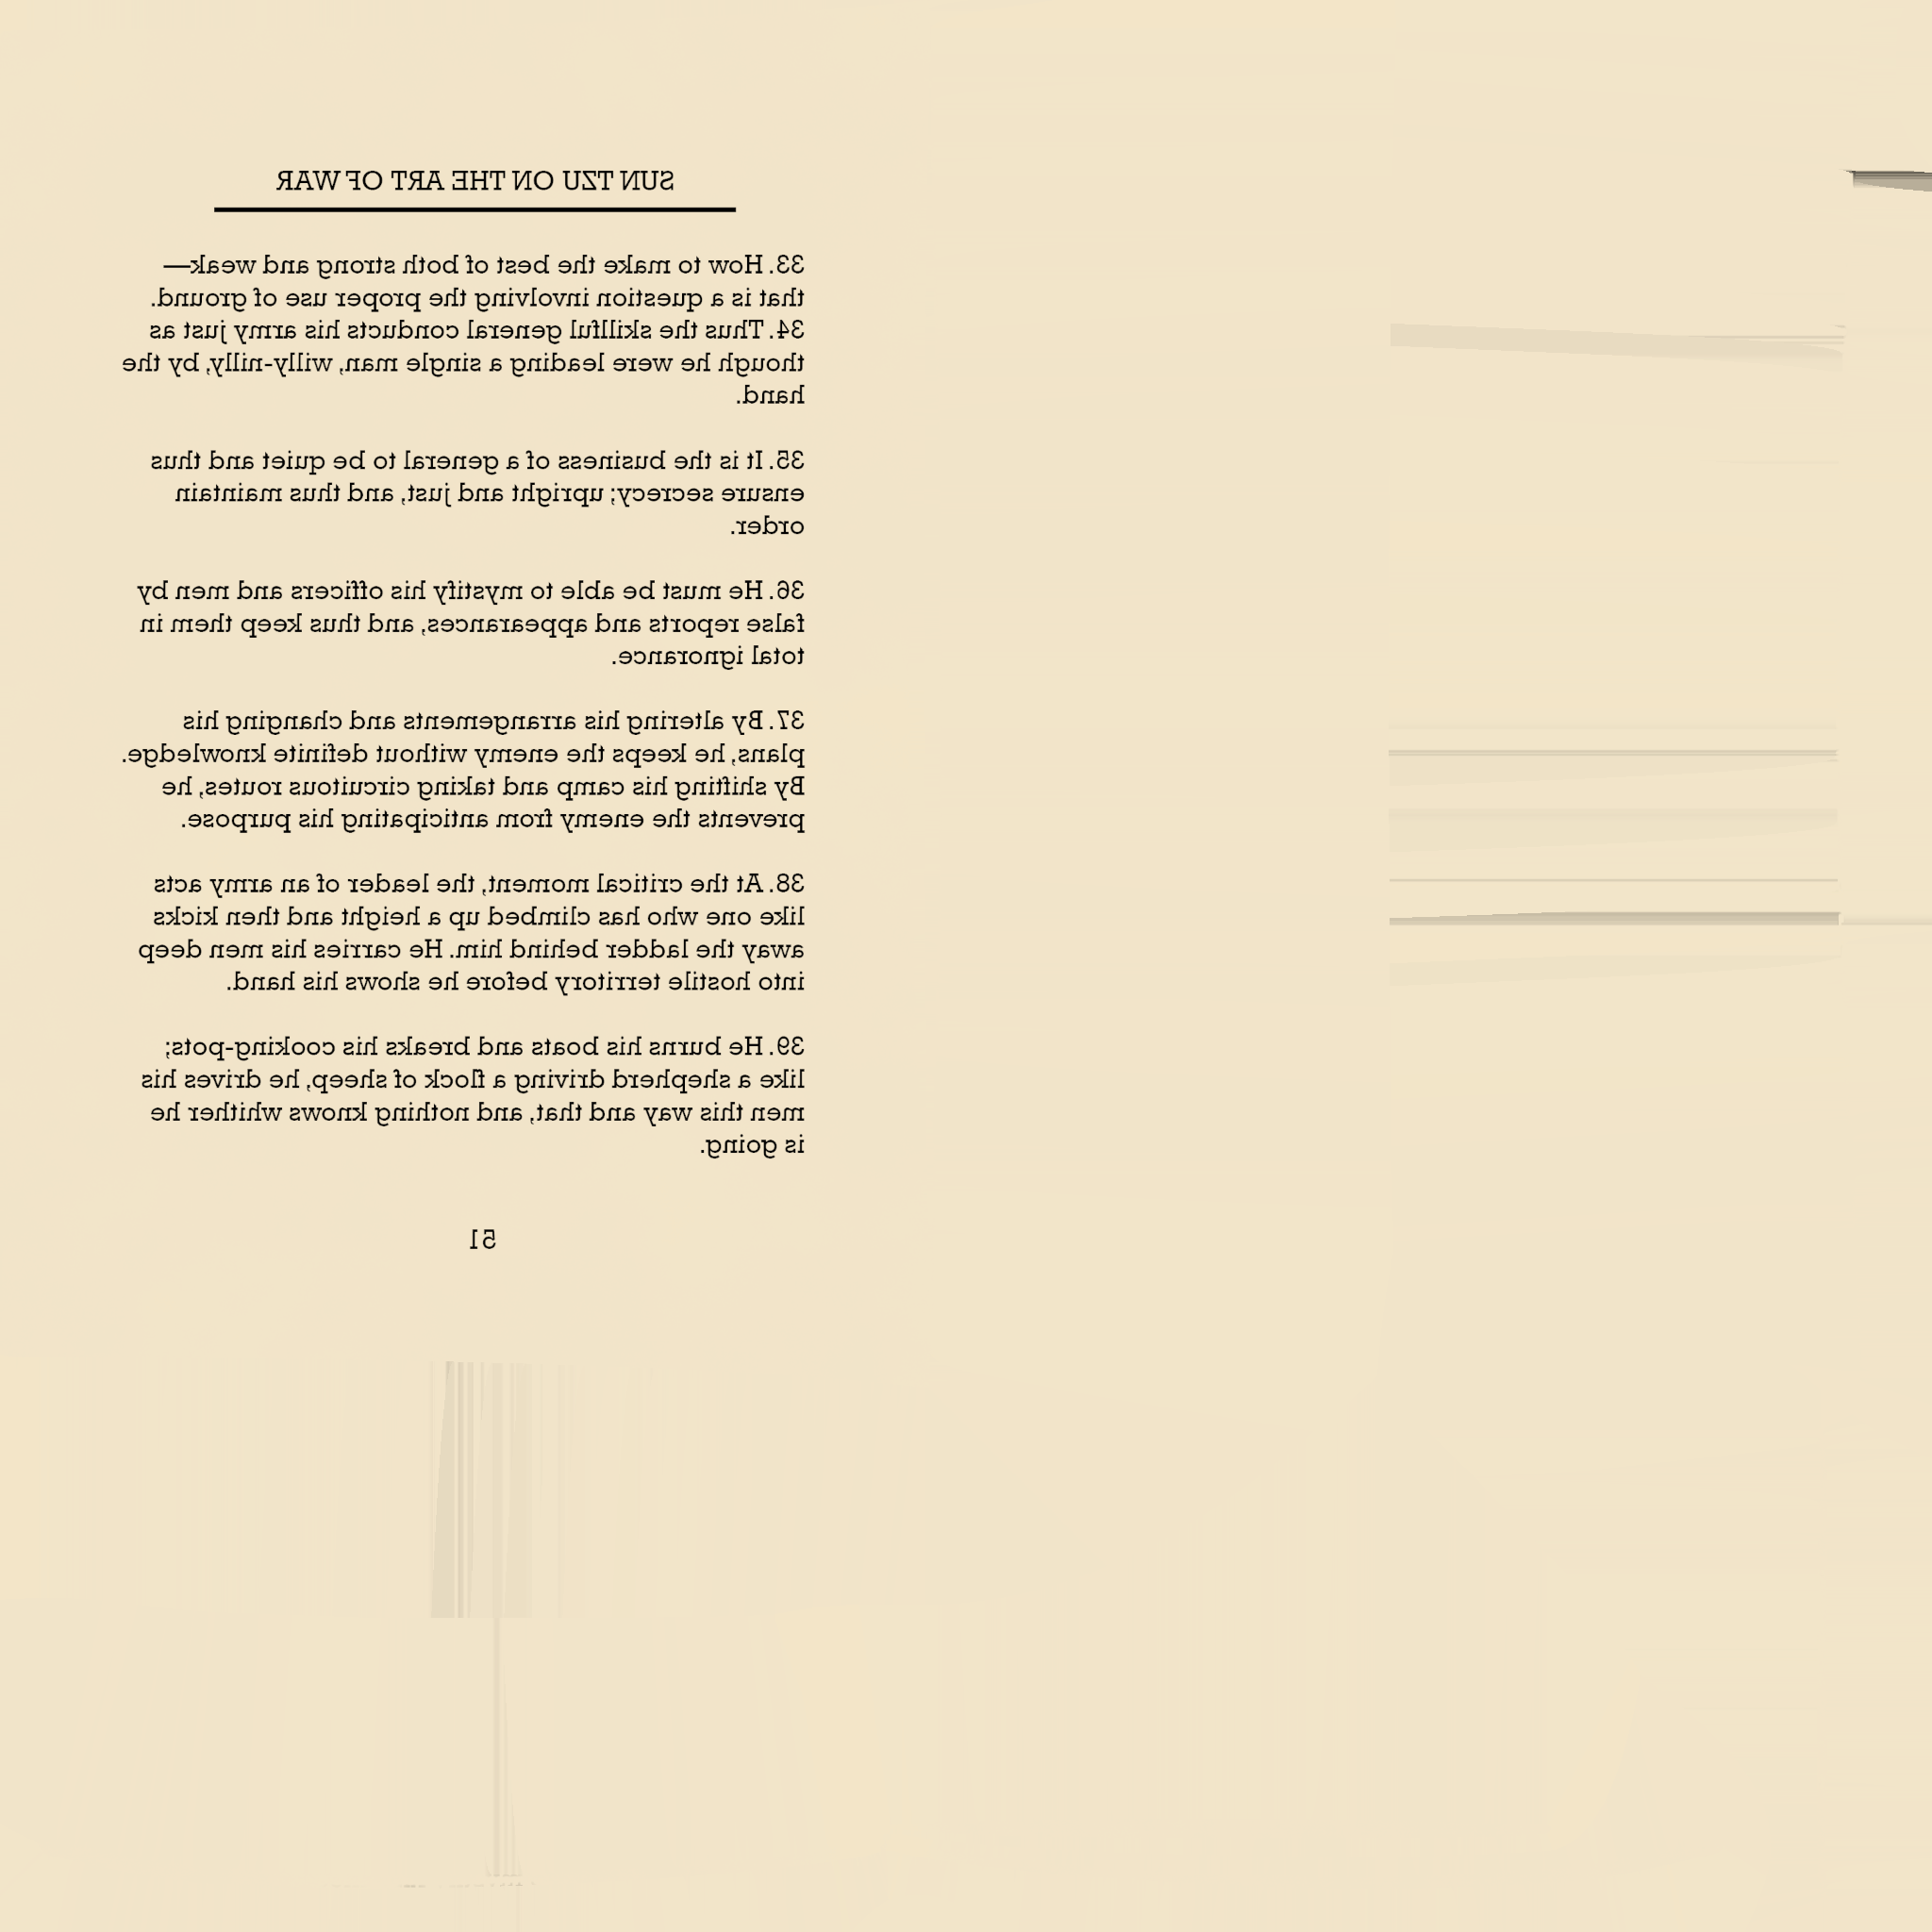 SUN TZU ON THE ART OF WAR
33. How to make the best of both strong and weak—
that is a question involving the proper use of ground.
34. Thus the skillful general conducts his army just as
though he were leading a single man, willy-nilly, by the
hand.
35. It is the business of a general to be quiet and thus
ensure secrecy; upright and just, and thus maintain
order.
36. He must be able to mystify his officers and men by
false reports and appearances, and thus keep them in
total ignorance.
37. By altering his arrangements and changing his
plans, he keeps the enemy without definite knowledge.
By shifting his camp and taking circuitous routes, he
prevents the enemy from anticipating his purpose.
38. At the critical moment, the leader of an army acts
like one who has climbed up a height and then kicks
away the ladder behind him. He carries his men deep
into hostile territory before he shows his hand.
39. He burns his boats and breaks his cooking-pots;
like a shepherd driving a flock of sheep, he drives his
men this way and that, and nothing knows whither he
is going.
51